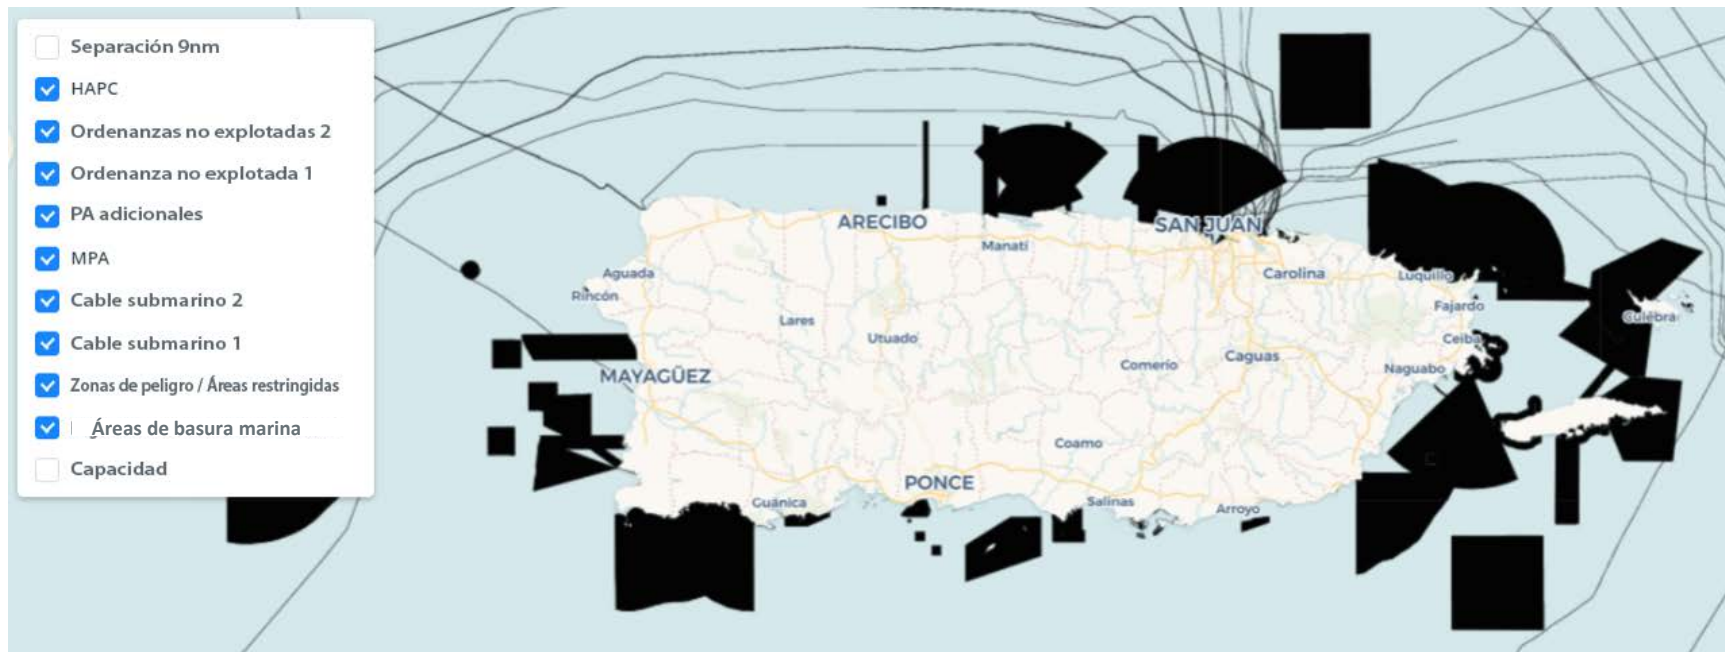 Separación 9nm
HAPC
Ordenanzas no explotadas 2
Ordenanza no explotada 1
PA adicionales
MPA
Cable submarino 2
Cable submarino 1
Zonas de peligro / Áreas restringidas
Áreas de basura marina
Capacidad
ARECIBO
SAN JUAN
Manatí
Aguada
Carolina
Luquillo
Rincón
Fajardo
Culebra
Lares
Utuado
Ceiba
Comerío
Caguas
Naguabo
MAYAGÜEZ
Coamo
PONCE
Guánica
Salinas
Arroyo